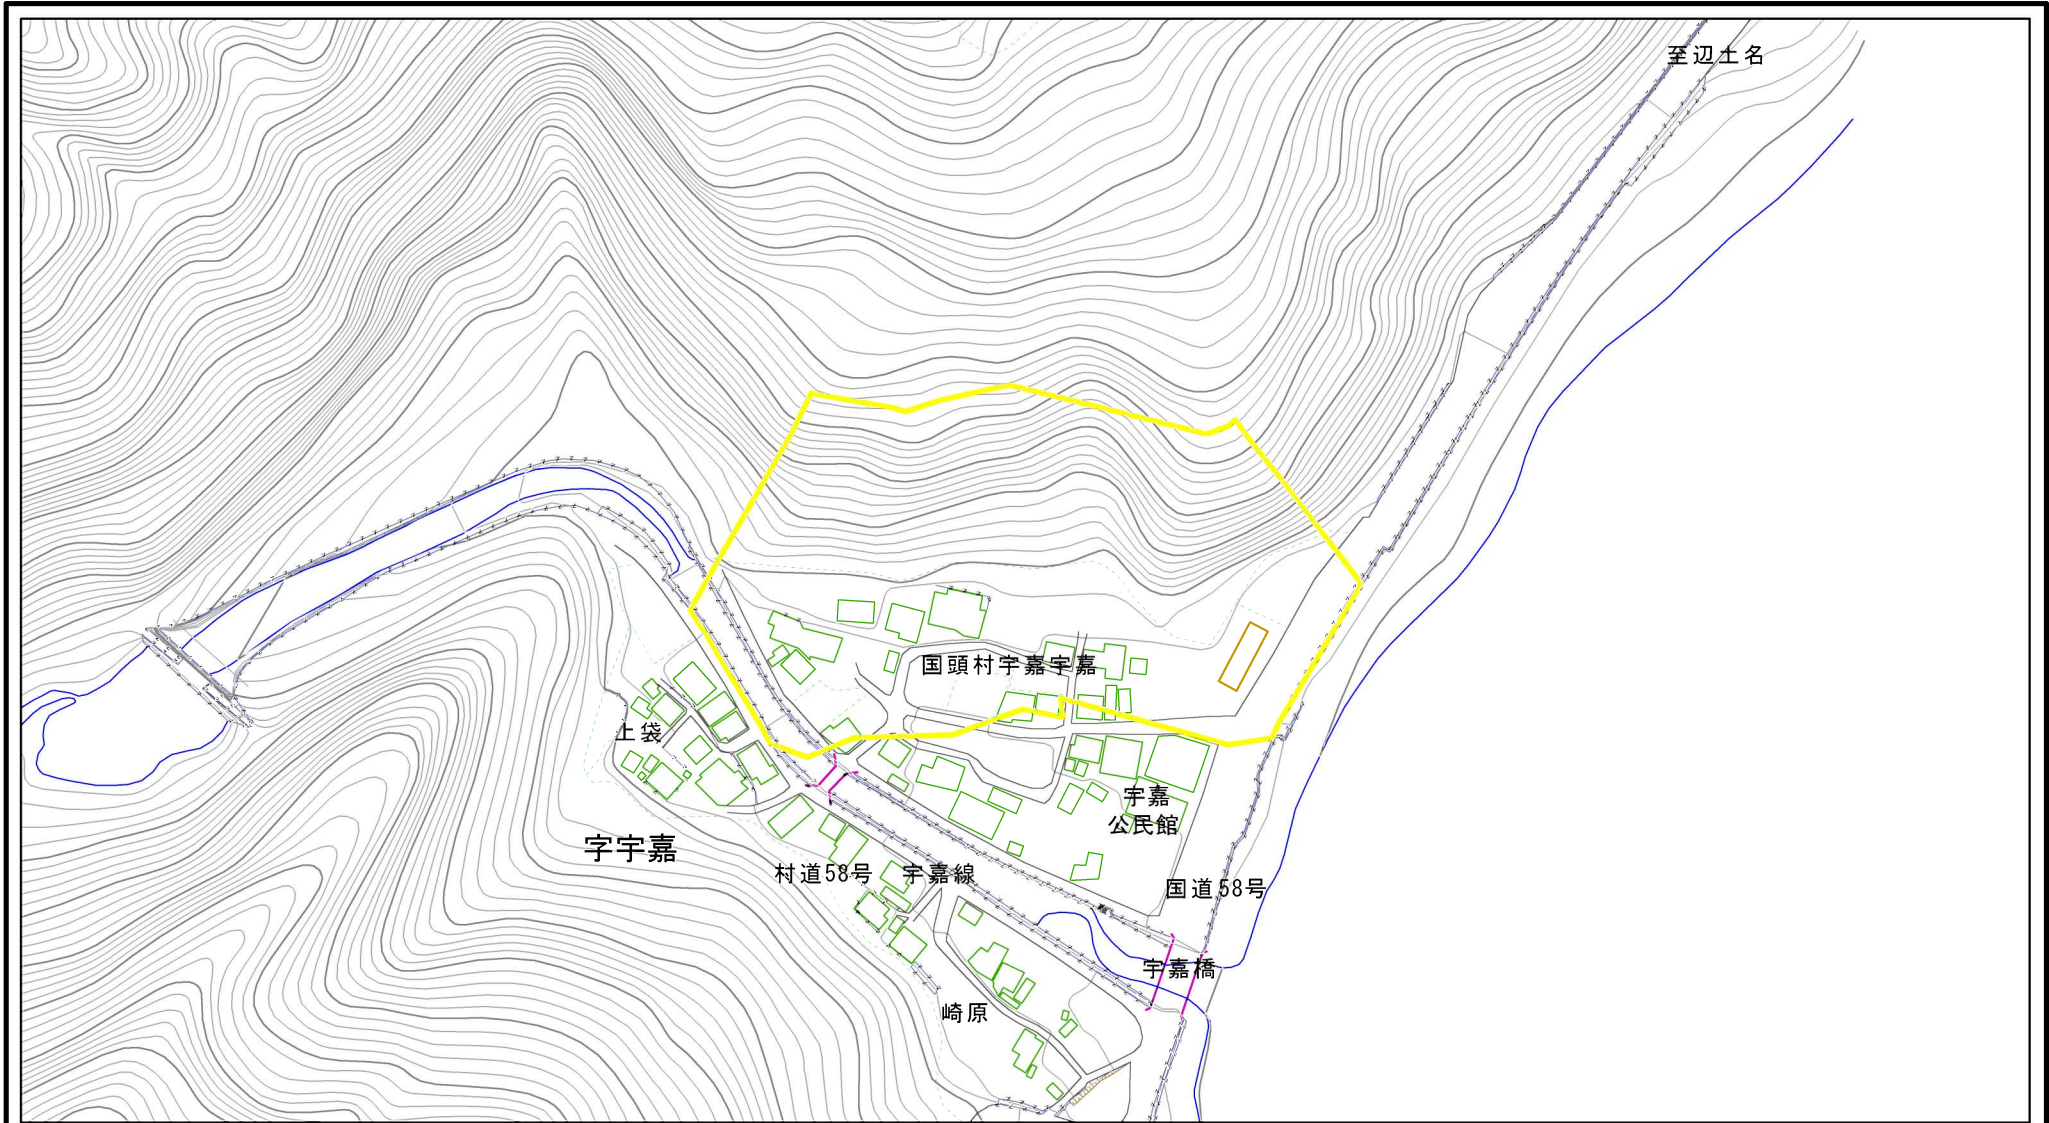 至辺土名
国頭村宇嘉宇嘉
上袋
宇嘉
公民館
字宇嘉
村道58号 宇嘉線
国道58号
宇嘉橋
崎原